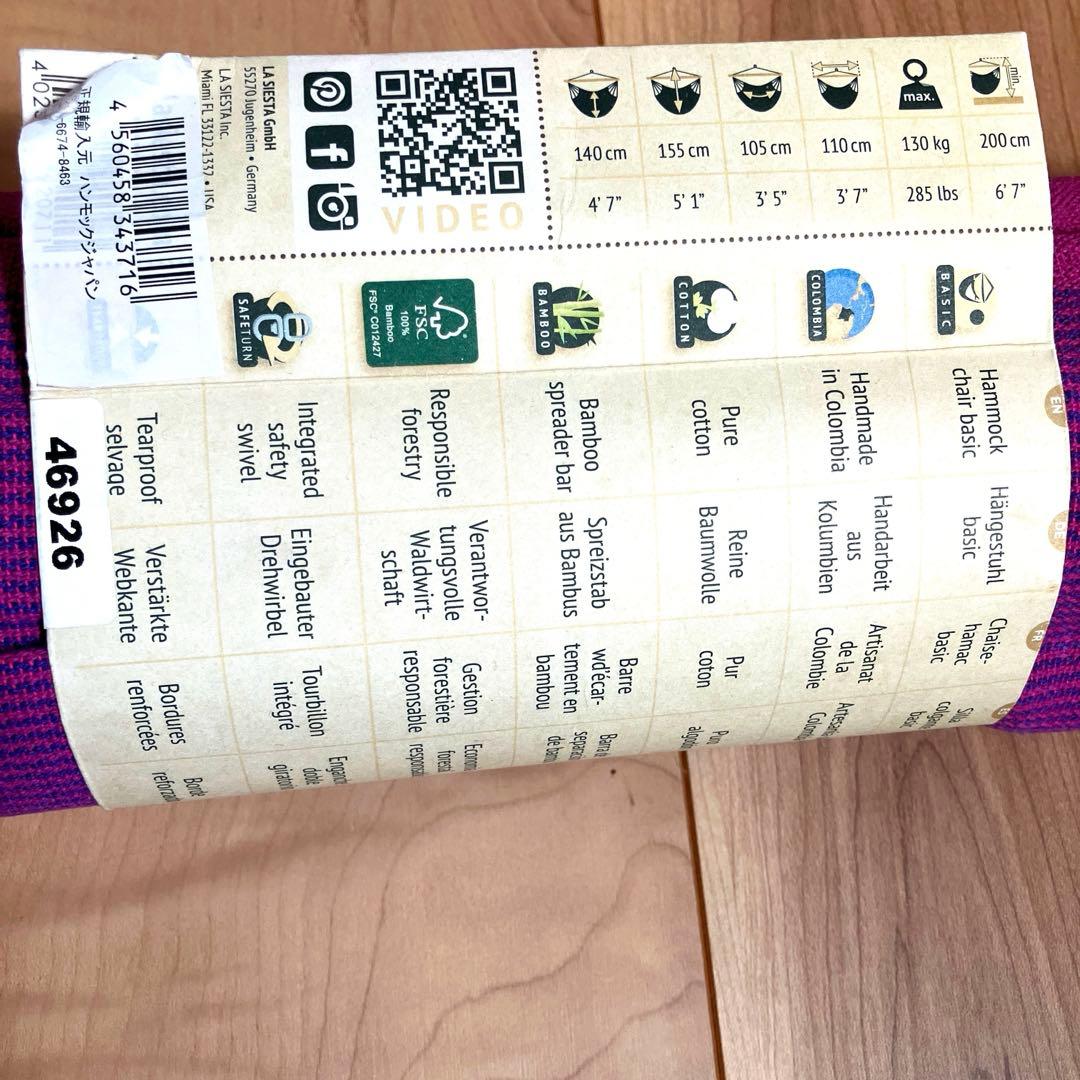 min.
max.
140 cm
155 cm
105 cm
110 cm
130 kg
200 cm
4' 7"
5' 1"
3' 5"
3' 7"
285 lbs
6' 7"
VIDEO
LA SIESTA GmbH
55270 Jugenheim • Germany
LA SIESTA Inc.
Miami FL 33122-1337 • USA
4 560458 343716
正規輸入元 ハンモックジャパン
6674-8463
BASIC
Hammock
chair basic
Hängestuhl
basic
Chaise-
hamac
basic
COLOMBIA
Handmade
in Colombia
Handarbeit
aus
Kolumbien
Artisanat
de la
Colombie
COTTON
Pure
cotton
Reine
Baumwolle
Pur
coton
BAMBOO
Bamboo
spreader bar
Spreizstab
aus Bambus
Barre
wd'écar-
tement en
bambou
FSC
100%
Bamboo
FSC® C012427
Responsible
forestry
Verantwor-
tungsvolle
Waldwirt-
schaft
Gestion
forestière
responsable
SAFETURN
Integrated
safety
swivel
Eingebauter
Drehwirbel
Tourbillon
intégré
Tearproof
selvage
Verstärkte
Webkante
Bordures
renforcées
EN
DE
FR
ES
46926